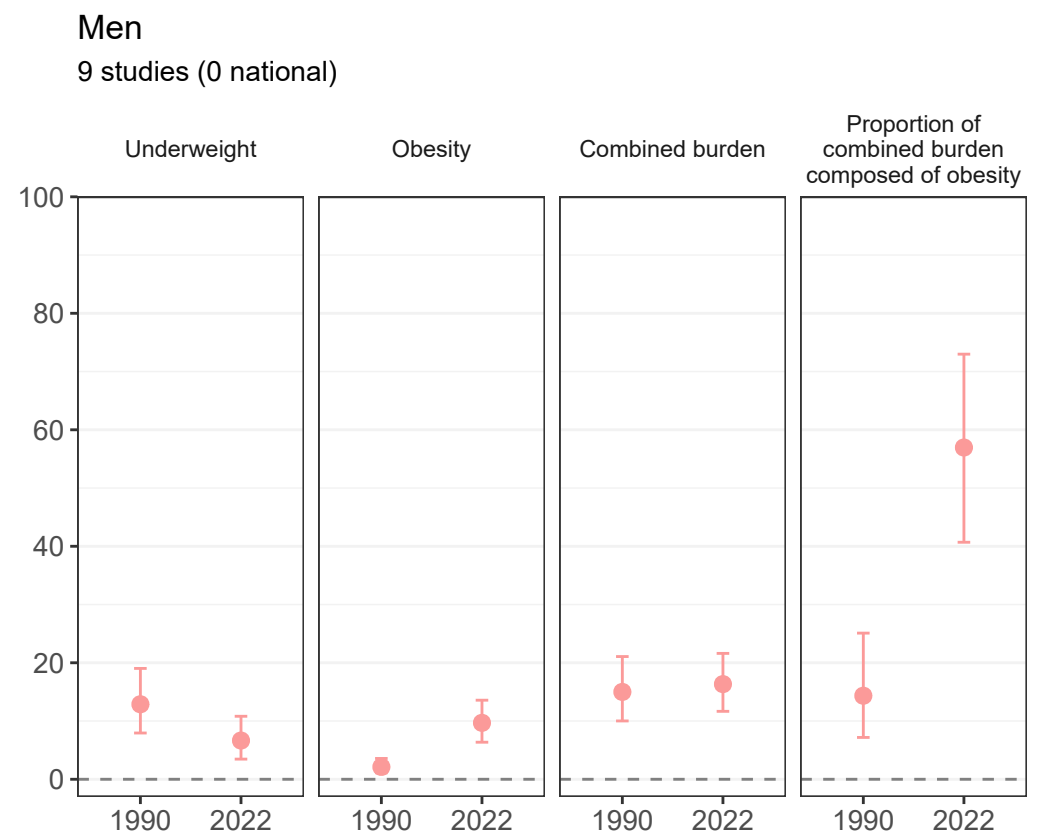 Men
9 studies (0 national)
Underweight
Obesity
Combined burden
Proportion of
combined burden
composed of obesity
100
80
60
40
20
0
1990 2022
1990 2022
1990 2022
1990 2022